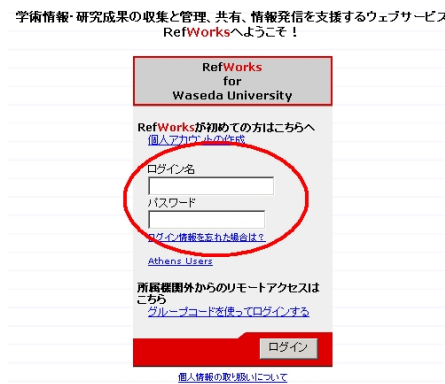 学術情報・研究成果の収集と管理、共有、情報発信を支援するウェブサービス
RefWorksへようこそ！
RefWorks
for
Waseda University
RefWorksが初めての方はこちらへ
個人アカウントの作成
ログイン名
パスワード
ログイン情報を忘れた場合は？
Athens Users
所属機関外からのリモートアクセスは
こちら
グループコードを使ってログインする
ログイン
個人情報の取り扱いについて